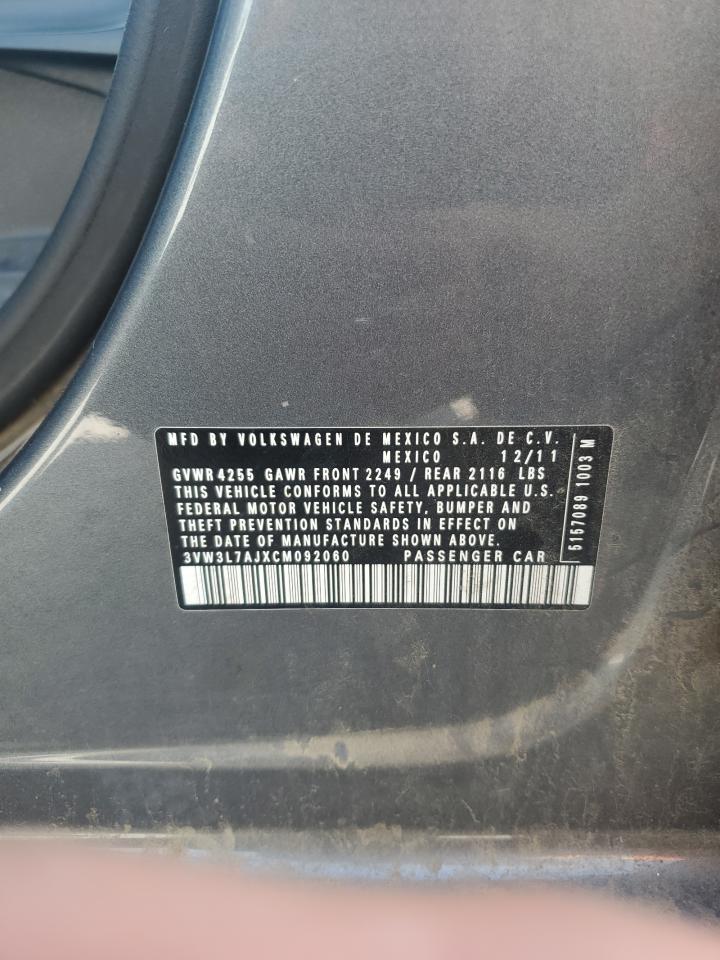 MFD BY VOLKSWAGEN DE MEXICO S.A. DE C.V.
MEXICO 12/11
GVWR 4255 GAWR FRONT 2249 / REAR 2116 LBS
THIS VEHICLE CONFORMS TO ALL APPLICABLE U.S.
FEDERAL MOTOR VEHICLE SAFETY, BUMPER AND
THEFT PREVENTION STANDARDS IN EFFECT ON
THE DATE OF MANUFACTURE SHOWN ABOVE.
3VW3L7AJXCM092060 PASSENGER CAR
5157089 1003 M